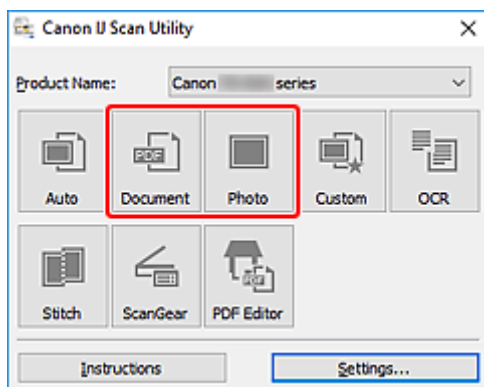 Canon IJ Scan Utility
Product Name: Canon series
PDF
Auto Document Photo Custom OCR
PDF
Stitch ScanGear PDF Editor
Instructions Settings...